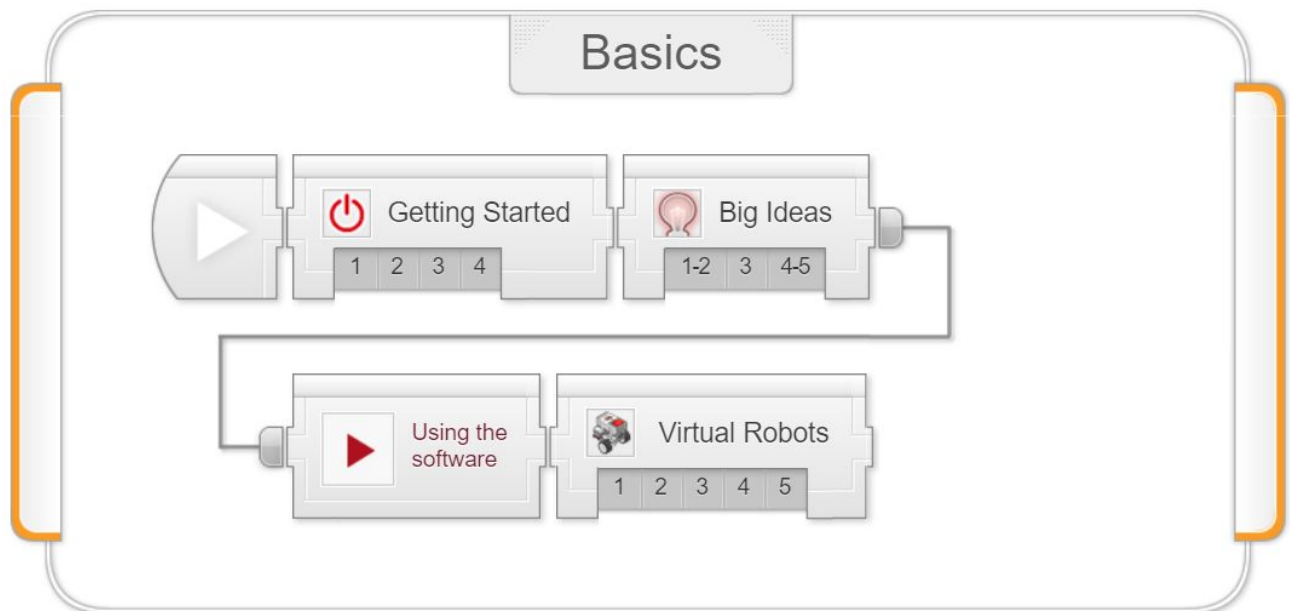 Basics
Getting Started
1 2 3 4
Big Ideas
1-2 3 4-5
Using the
software
Virtual Robots
1 2 3 4 5